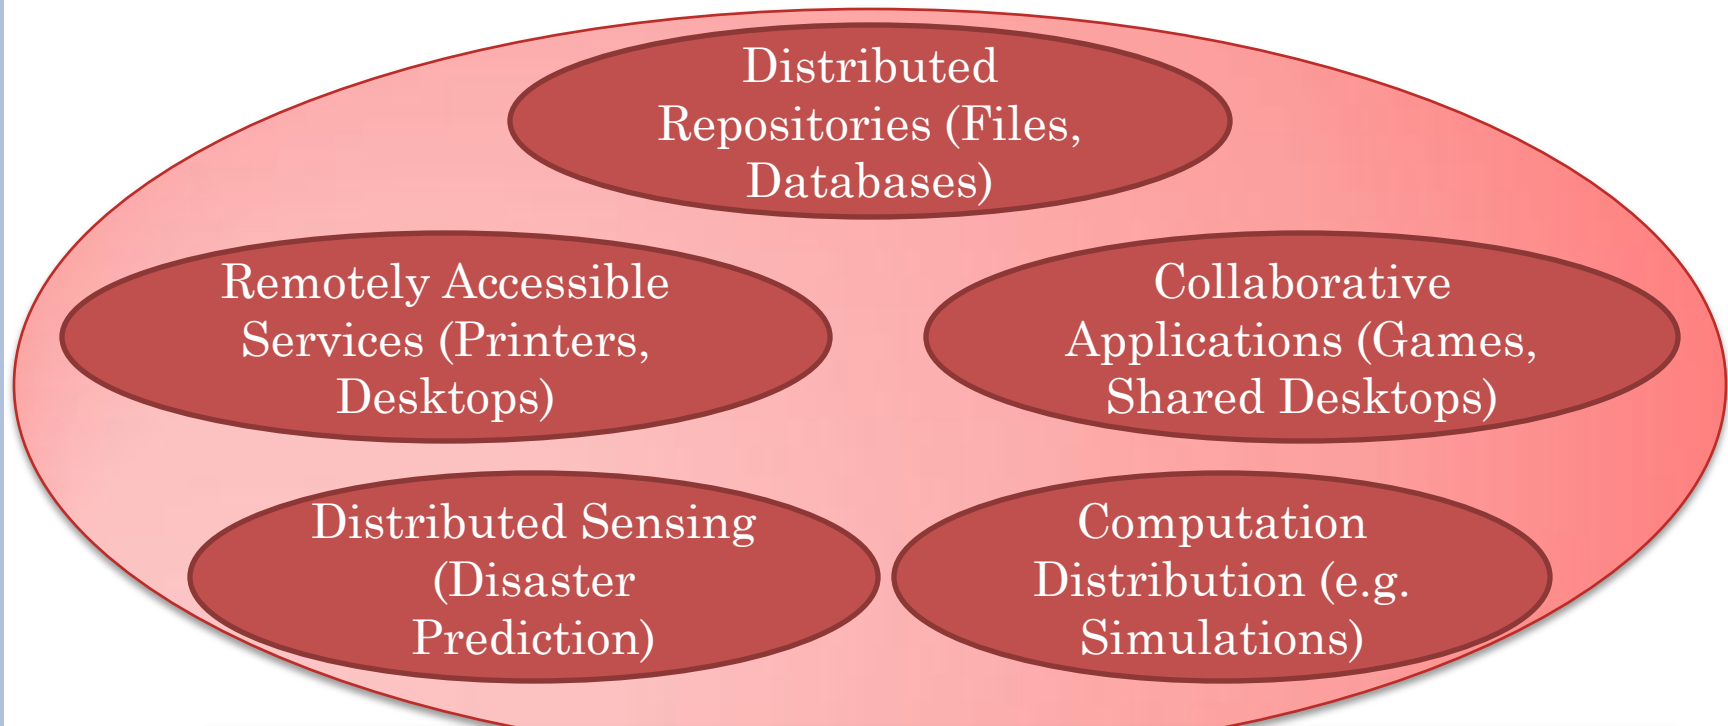 Distributed
Repositories (Files,
Databases)
Remotely Accessible
Services (Printers,
Desktops)
Collaborative
Applications (Games,
Shared Desktops)
Distributed Sensing
(Disaster
Prediction)
Computation
Distribution (e.g.
Simulations)